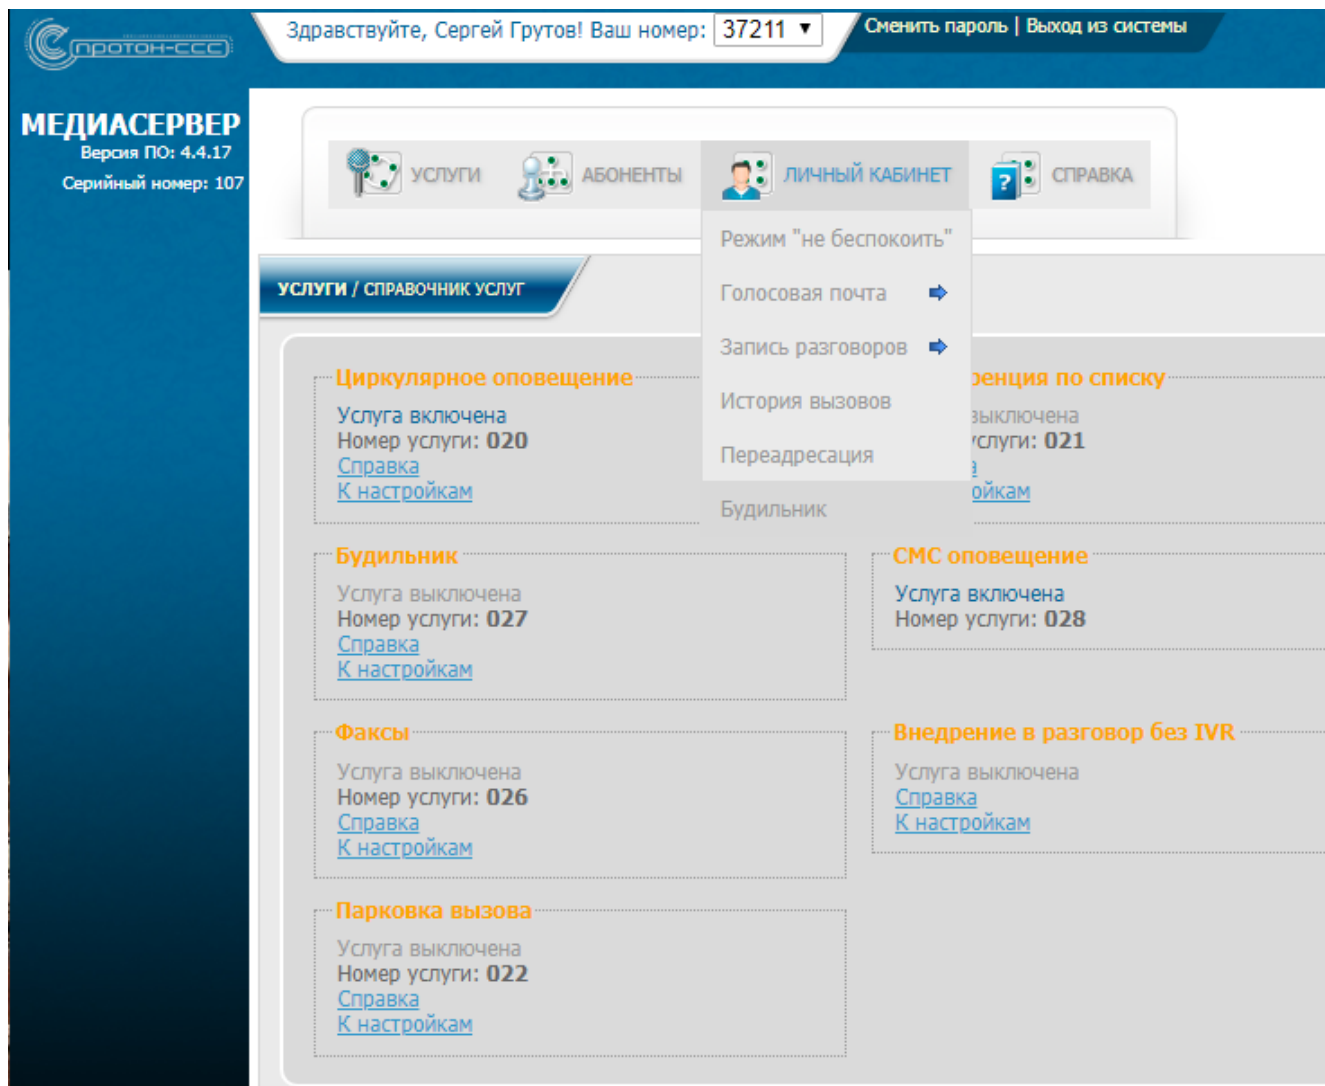 протон-ссс
Здравствуйте, Сергей Грутов! Ваш номер: 37211
Сменить пароль | Выход из системы
МЕДИАСЕРВЕР
Версия ПО: 4.4.17
Серийный номер: 107
УСЛУГИ
АБОНЕНТЫ
ЛИЧНЫЙ КАБИНЕТ
СПРАВКА
Режим "не беспокоить"
Голосовая почта
Запись разговоров
История вызовов
Переадресация
Будильник
УСЛУГИ / СПРАВОЧНИК УСЛУГ
Циркулярное оповещение
Услуга включена
Номер услуги: 020
Справка
К настройкам
ренция по списку
выключена
услуги: 021
а
ойкам
Будильник
Услуга выключена
Номер услуги: 027
Справка
К настройкам
СМС оповещение
Услуга включена
Номер услуги: 028
Факсы
Услуга выключена
Номер услуги: 026
Справка
К настройкам
Внедрение в разговор без IVR
Услуга выключена
Справка
К настройкам
Парковка вызова
Услуга выключена
Номер услуги: 022
Справка
К настройкам